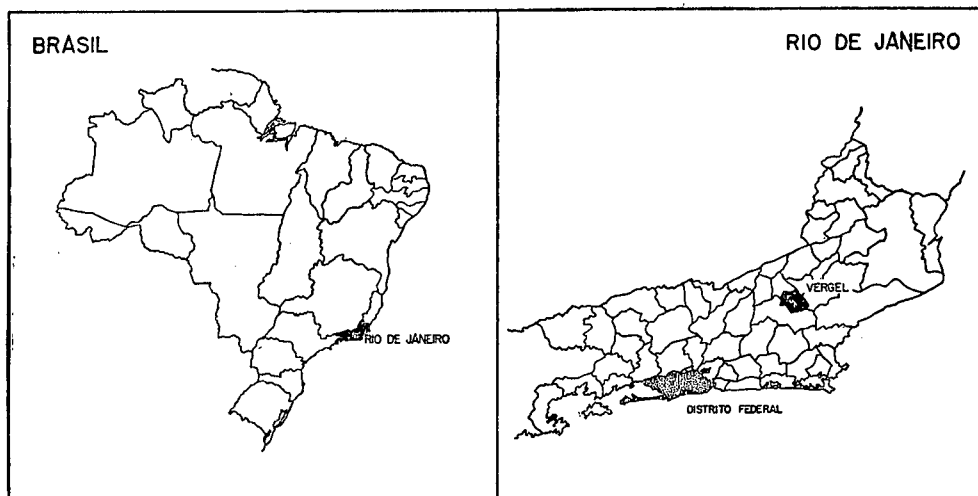 BRASIL
RIO DE JANEIRO
RIO DE JANEIRO
VERGEL
DISTRITO FEDERAL